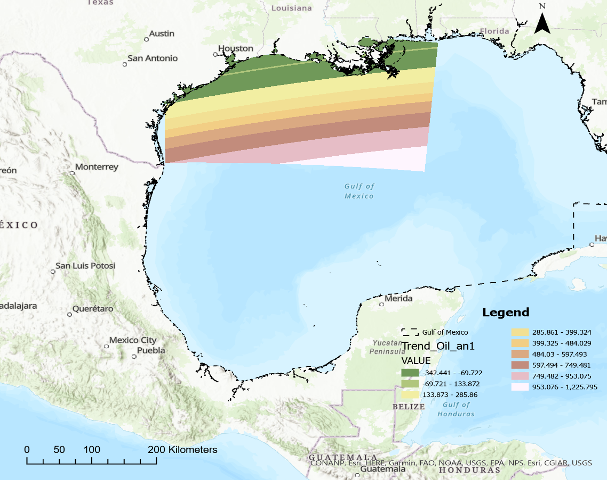 Texas
Louisiana
N
Florida
Austin
Houston
San Antonio
Tam
Monterrey
eón
Gulf of
Mexico
ÉXICO
Ha
San Luis Potosi
Merida
adalajara
Querétaro
Legend
Gulf of Mexico
285.861 - 399.324
Mexico City
Yucatan
Trend_Oil_an1
399.325 - 484.029
Puebla
Peninsula
484.03 - 597.493
VALUE
597.494 - 749.481
-342.441 - -69.722
749.482 - 953.075
-69.721 - 133.872
953.076 - 1,225.795
133.873 - 285.86
BELIZE
Gulf of
Honduras
0 50 100 200 Kilometers
GUATEMALA
Guatemala
HONDURAS
CONANP, Esri, HERE, Garmin, FAO, NOAA, USGS, EPA, NPS, Esri, CGIAR, USGS